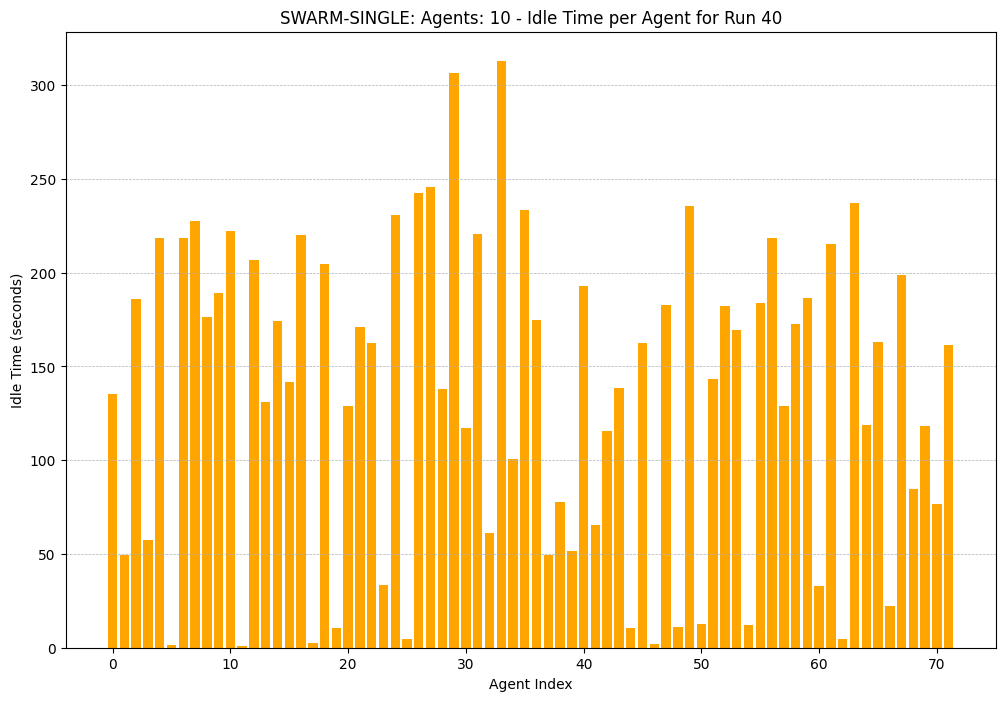 SWARM-SINGLE: Agents: 10 - Idle Time per Agent for Run 40
Idle Time (seconds)
300
250
200
150
100
50
0
0 10 20 30 40 50 60 70
Agent Index